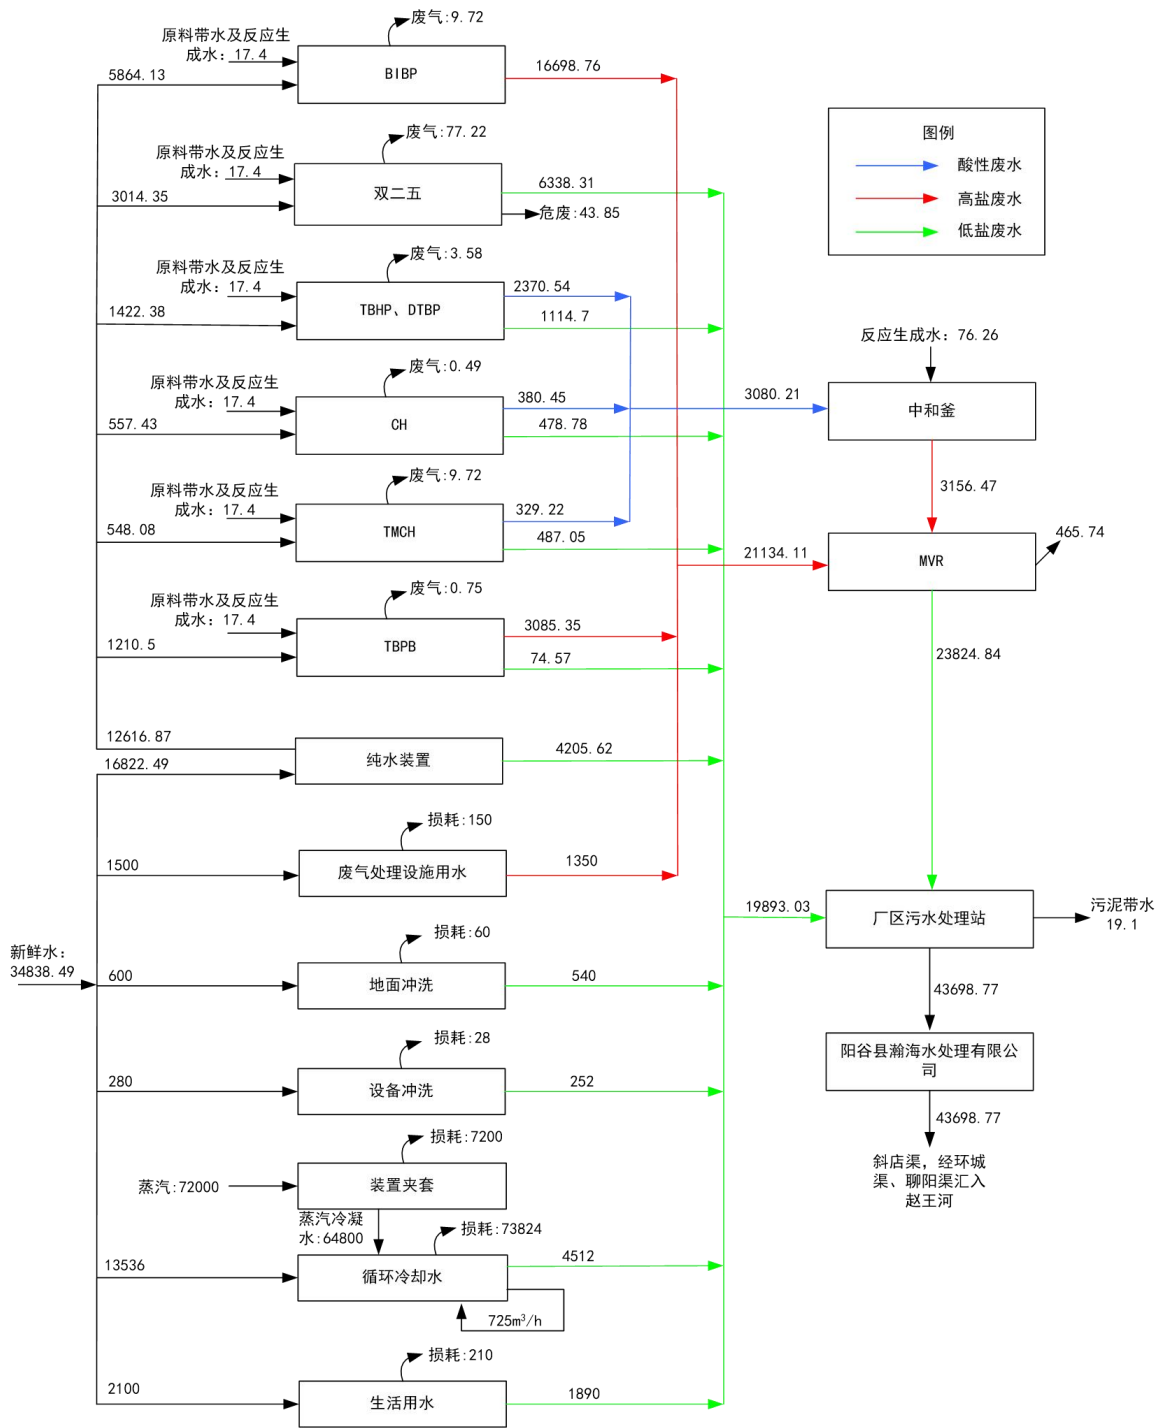 废气:9.72
原料带水及反应生
成水：17.4
5864.13
BIBP
16698.76
废气:77.22
原料带水及反应生
成水：17.4
3014.35
双二五
6338.31
危废:43.85
图例
酸性废水
高盐废水
低盐废水
废气:3.58
原料带水及反应生
成水：17.4
1422.38
TBHP、DTBP
2370.54
1114.7
反应生成水：76.26
废气:0.49
原料带水及反应生
成水：17.4
557.43
CH
380.45
478.78
3080.21
中和釜
3156.47
废气:9.72
原料带水及反应生
成水：17.4
548.08
TMCH
329.22
487.05
21134.11
MVR
465.74
废气:0.75
原料带水及反应生
成水：17.4
1210.5
TBPB
3085.35
74.57
23824.84
12616.87
16822.49
纯水装置
4205.62
损耗:150
1500
废气处理设施用水
1350
19893.03
厂区污水处理站
污泥带水
19.1
新鲜水：
34838.49
损耗:60
600
地面冲洗
540
43698.77
损耗:28
280
设备冲洗
252
阳谷县瀚海水处理有限公
司
43698.77
斜店渠，经环城
渠、聊阳渠汇入
赵王河
损耗:7200
蒸汽:72000
装置夹套
蒸汽冷凝
水:64800
损耗:73824
13536
循环冷却水
4512
725m³/h
损耗:210
2100
生活用水
1890